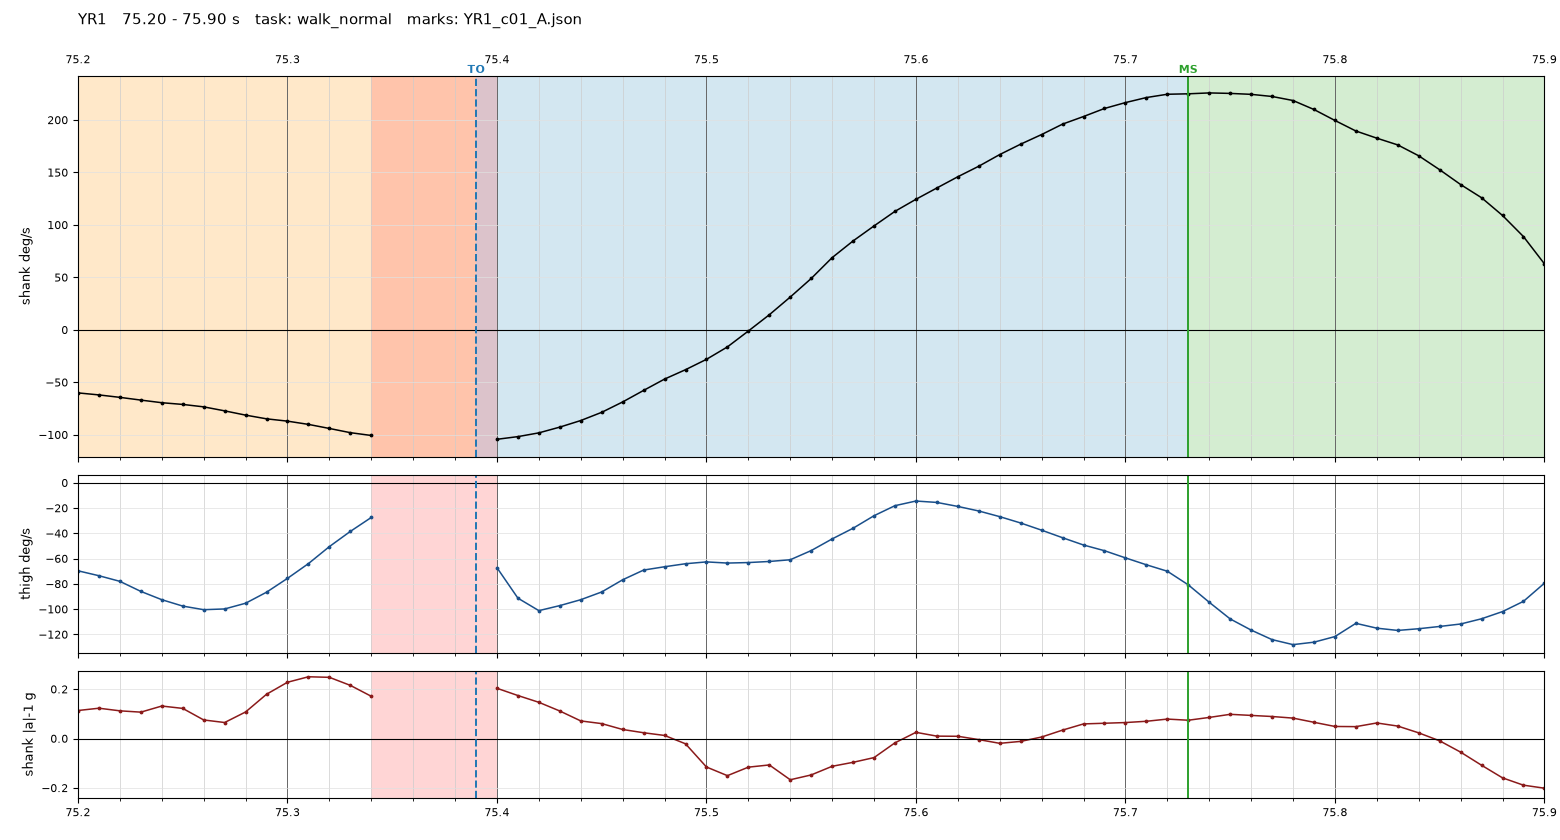 YR1   75.20 - 75.90 s   task: walk_normal   marks: YR1_c01_A.json
75.2 75.3 75.4 75.5 75.6 75.7 75.8 75.9
TO MS
shank deg/s
200
150
100
50
0
−50
−100
thigh deg/s
0
−20
−40
−60
−80
−100
−120
shank |a|-1 g
0.2
0.0
−0.2
75.2 75.3 75.4 75.5 75.6 75.7 75.8 75.9